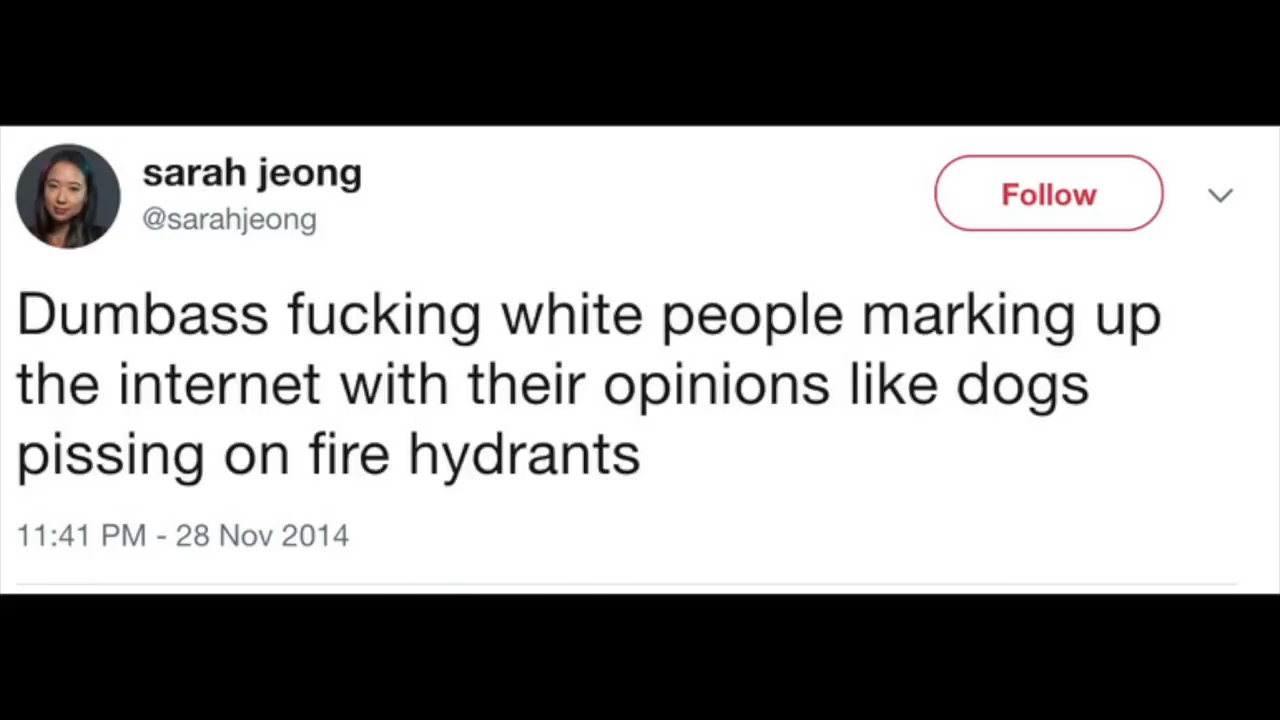 sarah jeong
@sarahjeong
Follow
Dumbass fucking white people marking up
the internet with their opinions like dogs
pissing on fire hydrants
11:41 PM - 28 Nov 2014